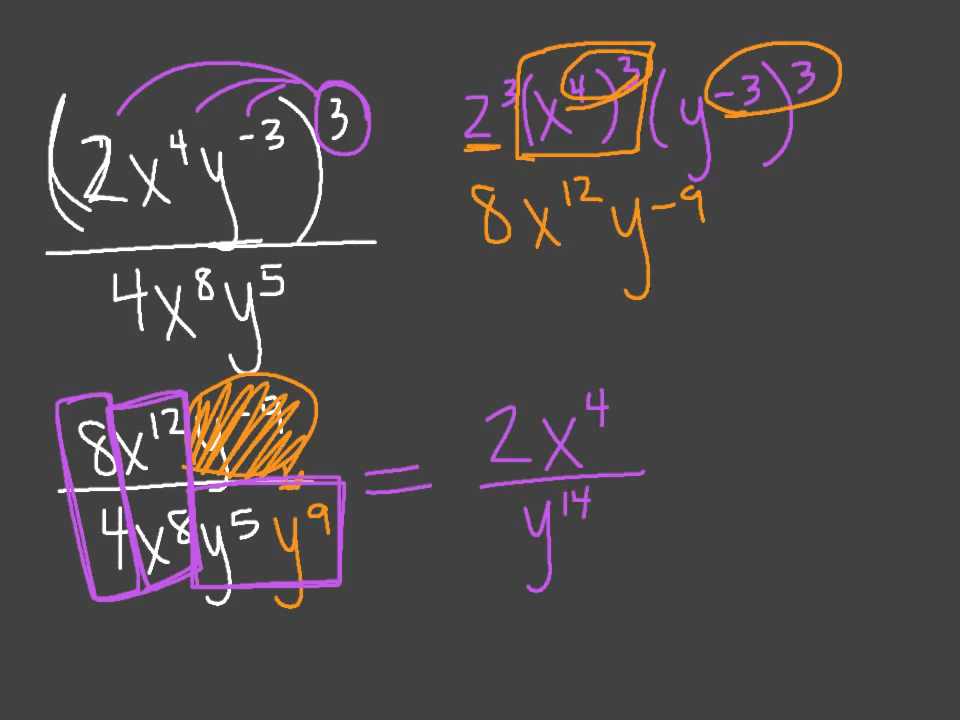 (2x⁴y⁻³)³
4x⁸y⁵
2³(x⁴)³(y⁻³)³
8x¹²y⁻⁹
8x¹²y⁻⁹
4x⁸y⁵y⁹
=
2x⁴
y¹⁴